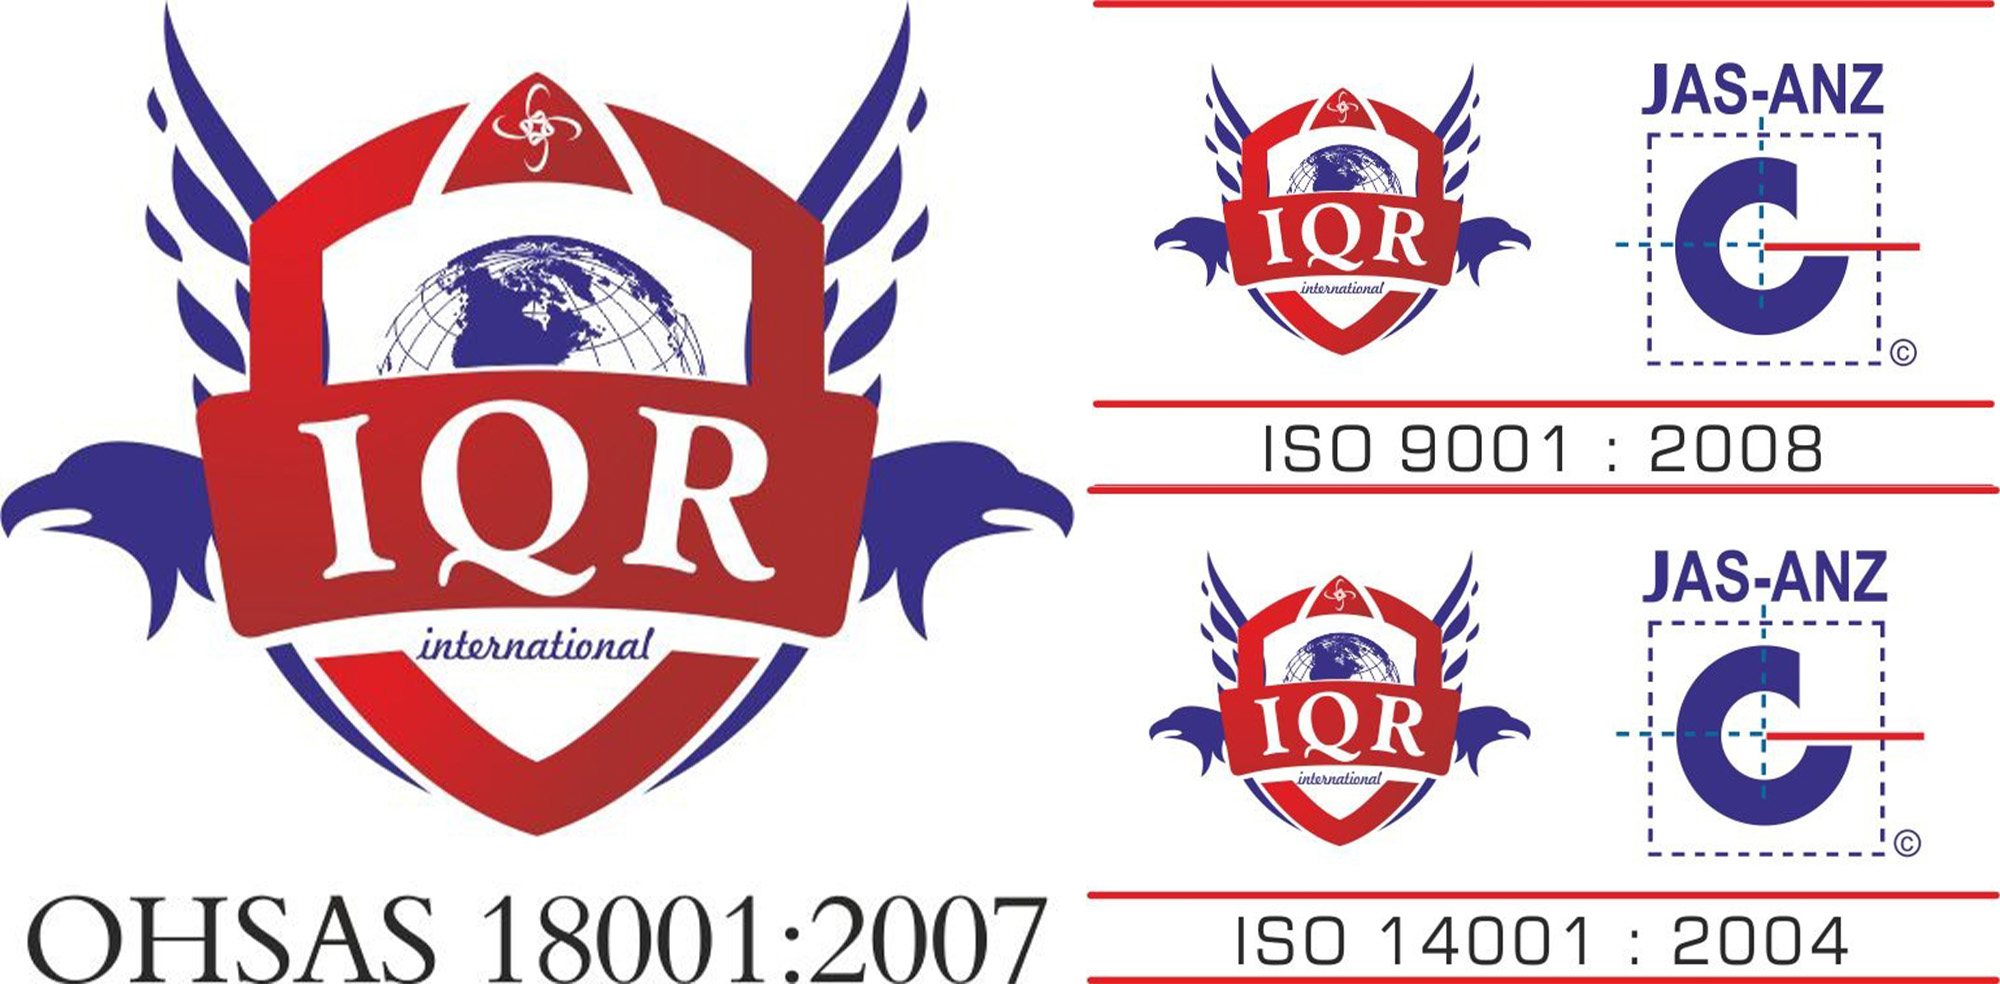 IQR
international
OHSAS 18001:2007
IQR
international
JAS-ANZ
©
ISO 9001 : 2008
IQR
international
JAS-ANZ
©
ISO 14001 : 2004